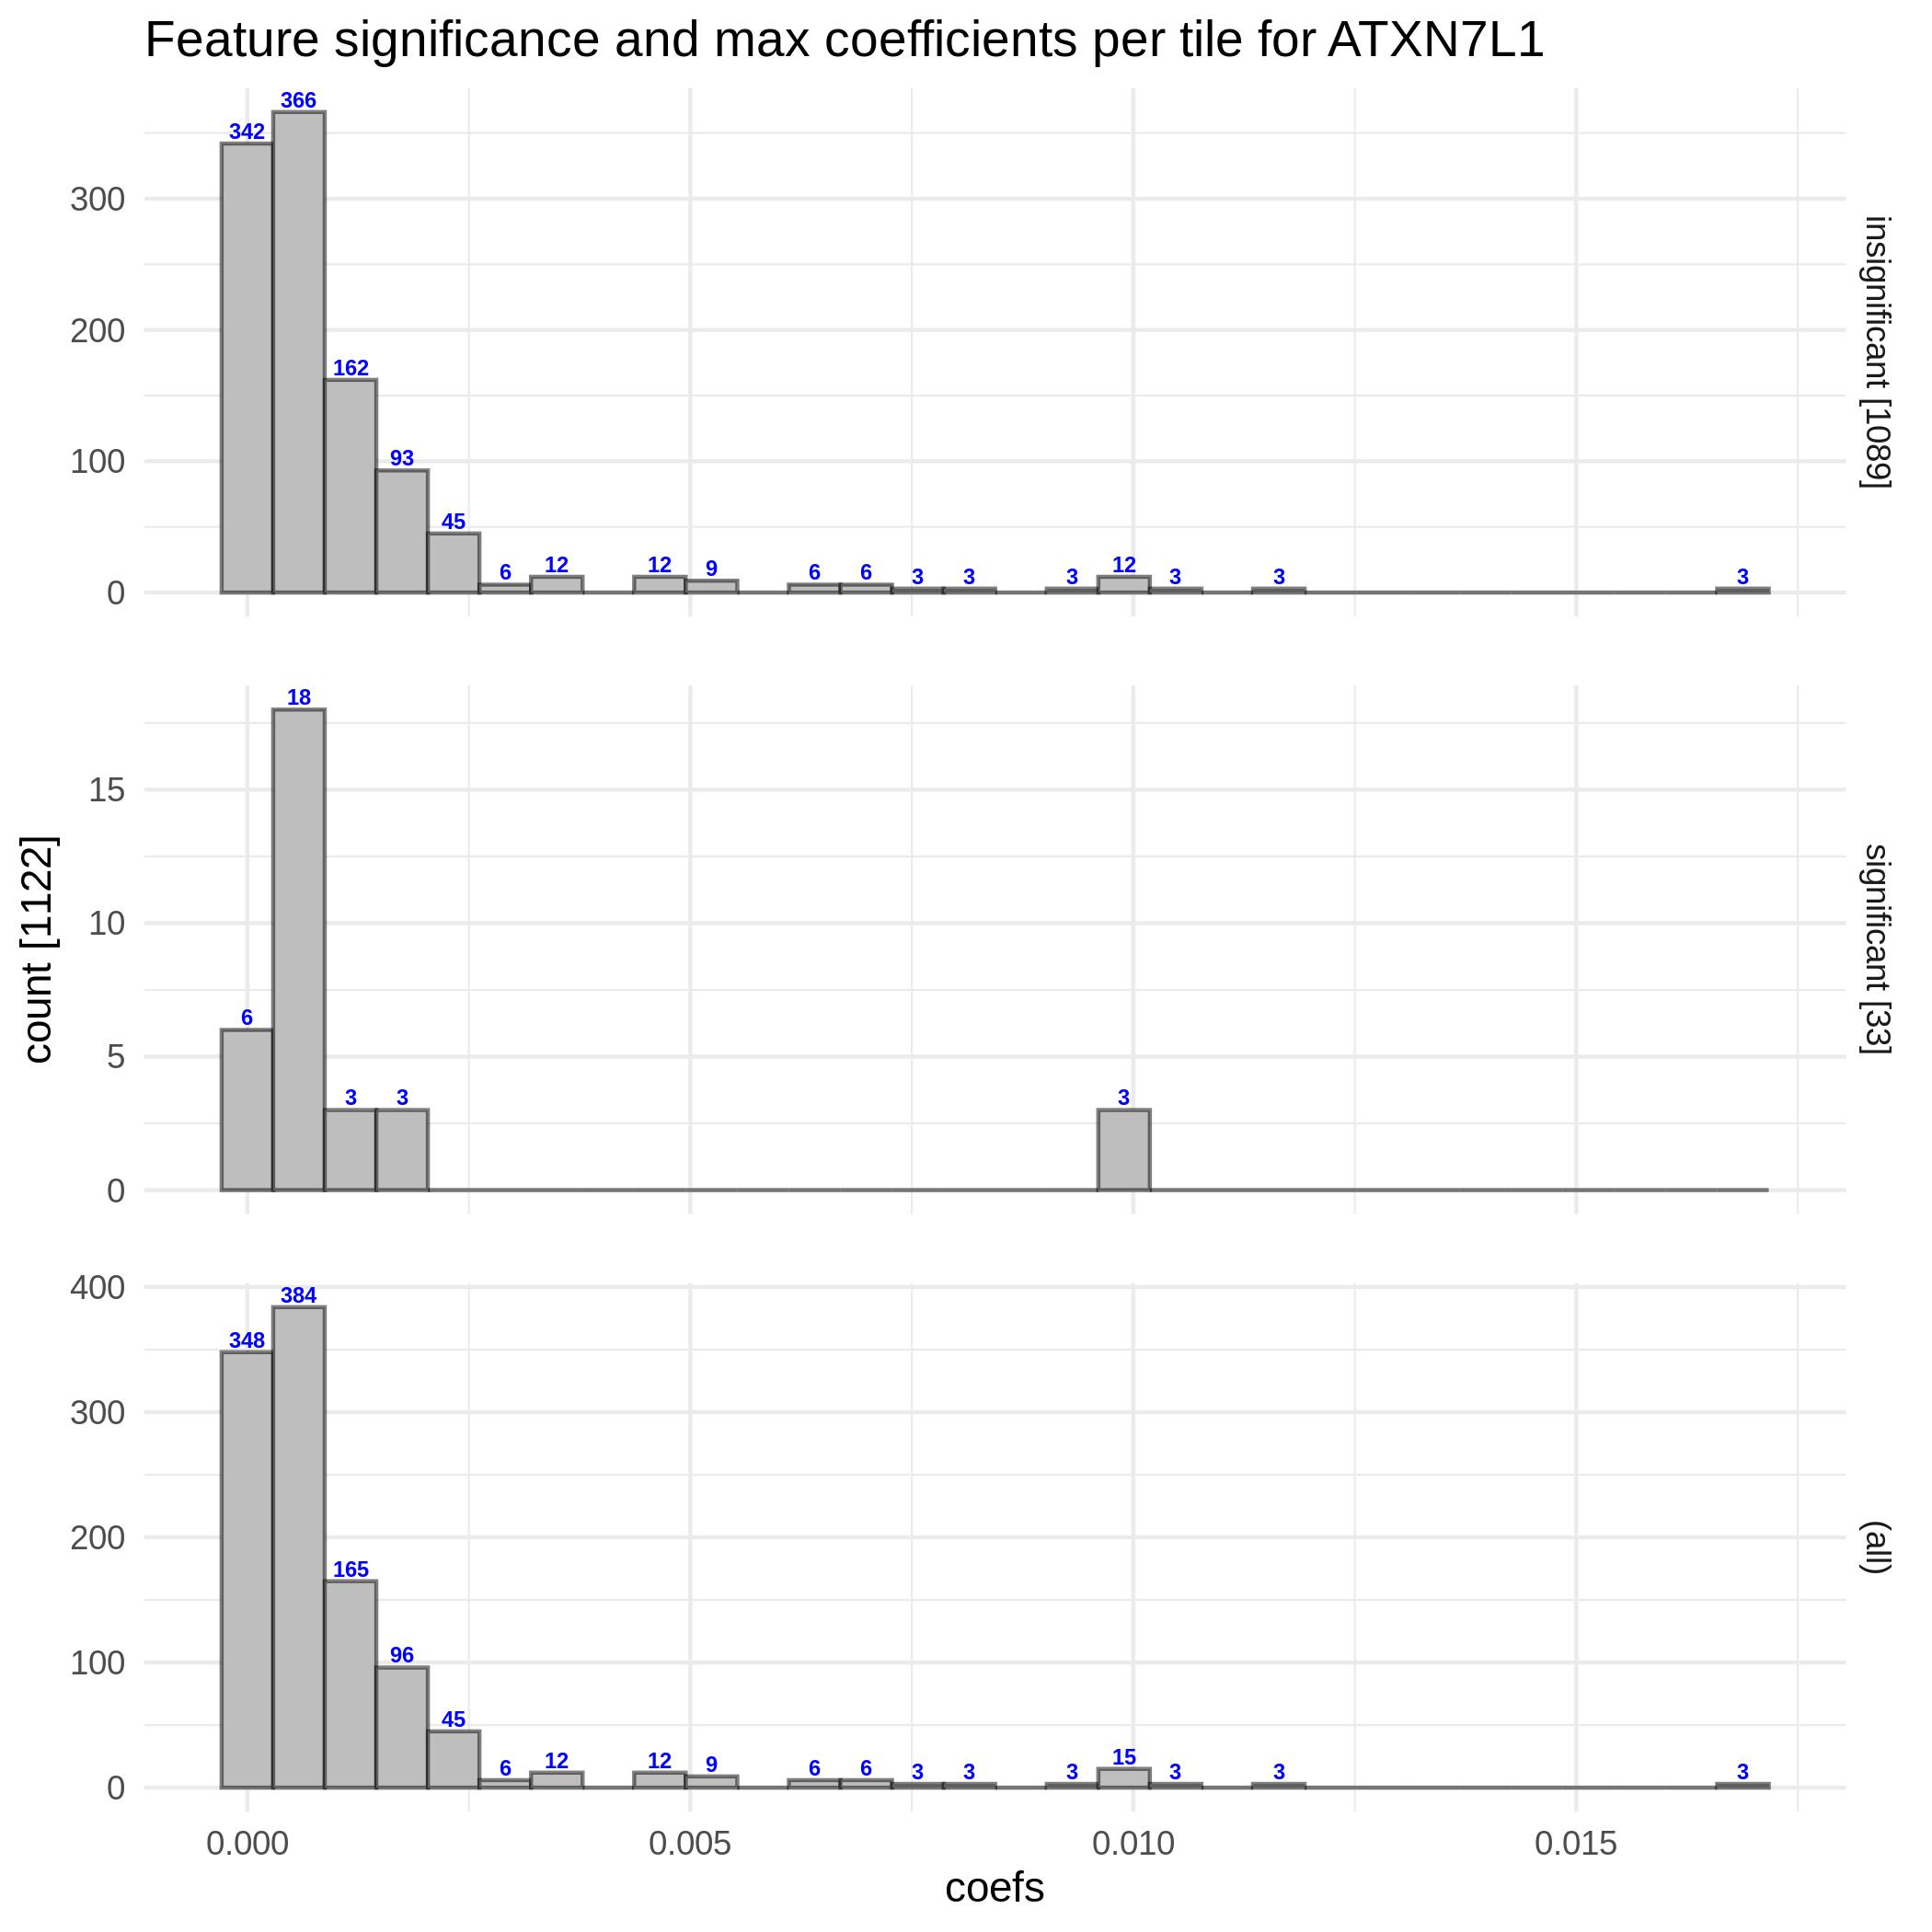 Feature significance and max coefficients per tile for ATXN7L1
366
342
300
200
162
100
93
45
6 12 12 9 6 6 3 3 3 12 3 3 3
0
insignificant [1089]
18
15
10
6
5
3 3 3
0
significant [33]
count [1122]
400
384
348
300
200
165
100
96
45
6 12 12 9 6 6 3 3 3 15 3 3 3
0
(all)
0.000 0.005 0.010 0.015
coefs